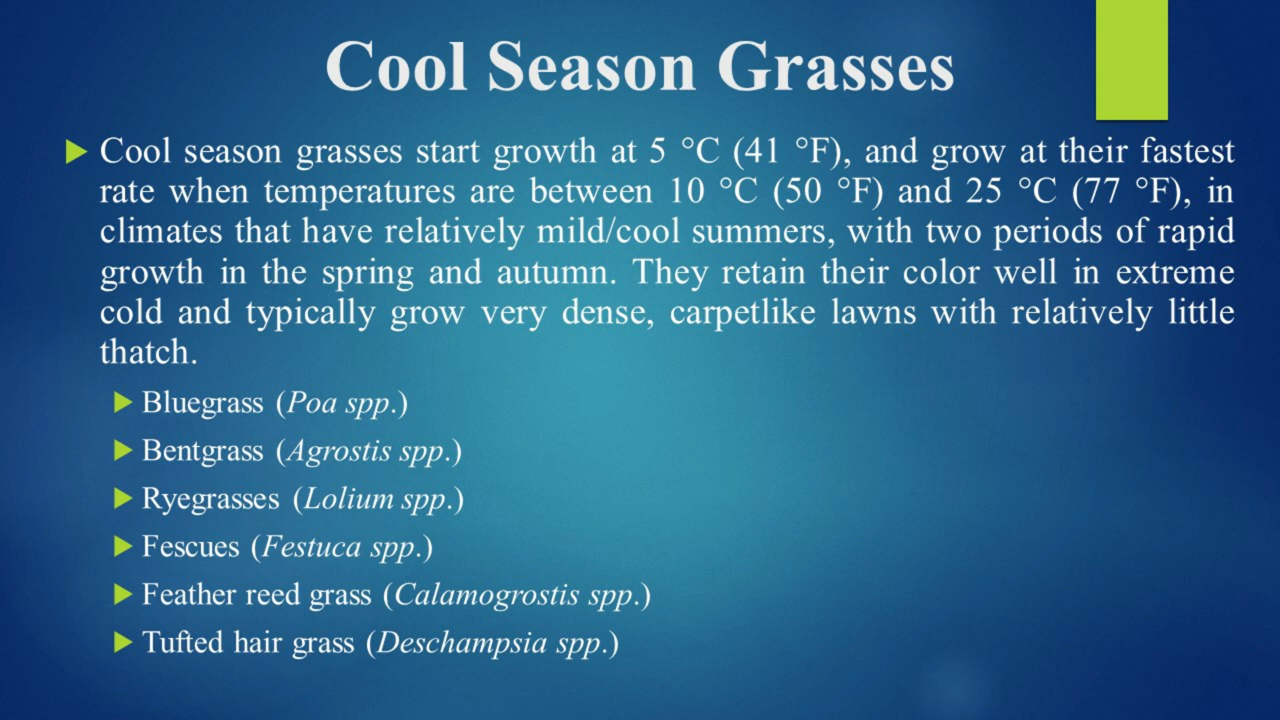 Cool Season Grasses
Cool season grasses start growth at 5 °C (41 °F), and grow at their fastest
rate when temperatures are between 10 °C (50 °F) and 25 °C (77 °F), in
climates that have relatively mild/cool summers, with two periods of rapid
growth in the spring and autumn. They retain their color well in extreme
cold and typically grow very dense, carpetlike lawns with relatively little
thatch.
Bluegrass (Poa spp.)
Bentgrass (Agrostis spp.)
Ryegrasses (Lolium spp.)
Fescues (Festuca spp.)
Feather reed grass (Calamogrostis spp.)
Tufted hair grass (Deschampsia spp.)